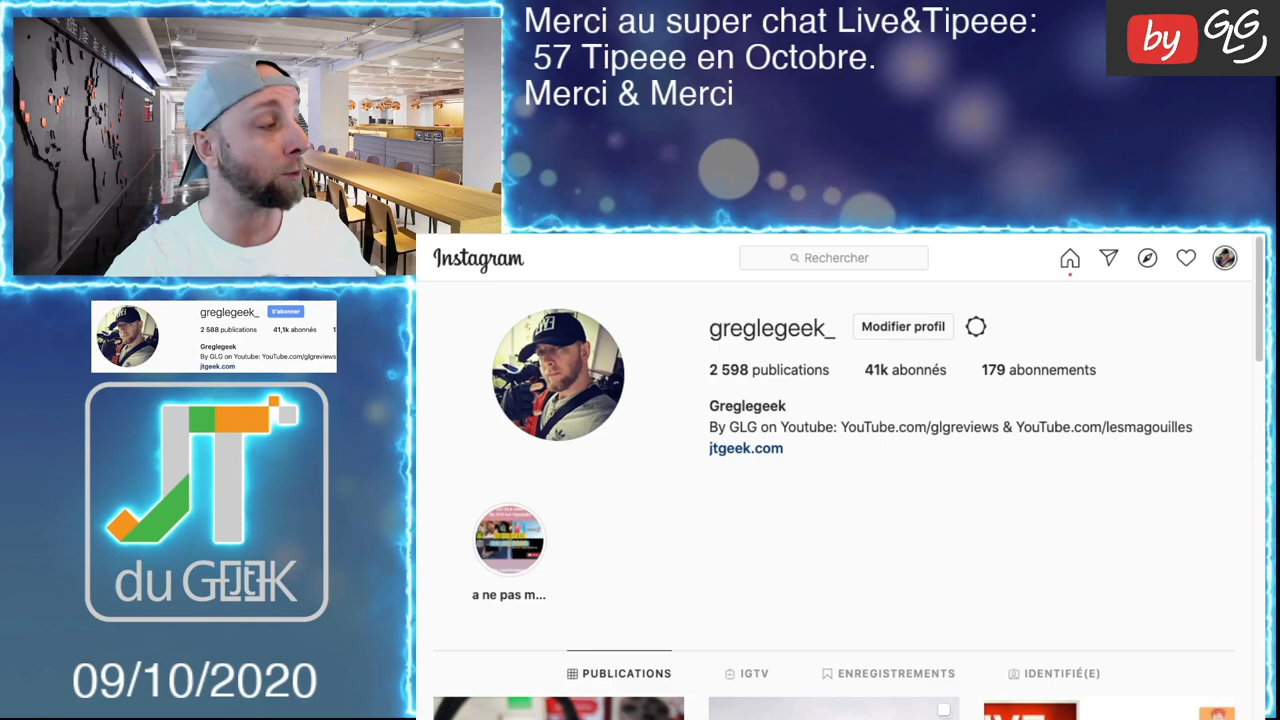 Merci au super chat Live&Tipeee:
57 Tipeee en Octobre.
Merci & Merci
by GLG
Instagram
Rechercher
greglegeek_ S'abonner
2 588 publications 41,1k abonnés 1
Greglegeek
By GLG on Youtube: YouTube.com/glgreviews
jtgeek.com
greglegeek_ Modifier profil
2 598 publications 41k abonnés 179 abonnements
Greglegeek
By GLG on Youtube: YouTube.com/glgreviews & YouTube.com/lesmagouilles
jtgeek.com
a ne pas m...
JT
du GEEK
09/10/2020
PUBLICATIONS IGTV ENREGISTREMENTS IDENTIFIÉ(E)